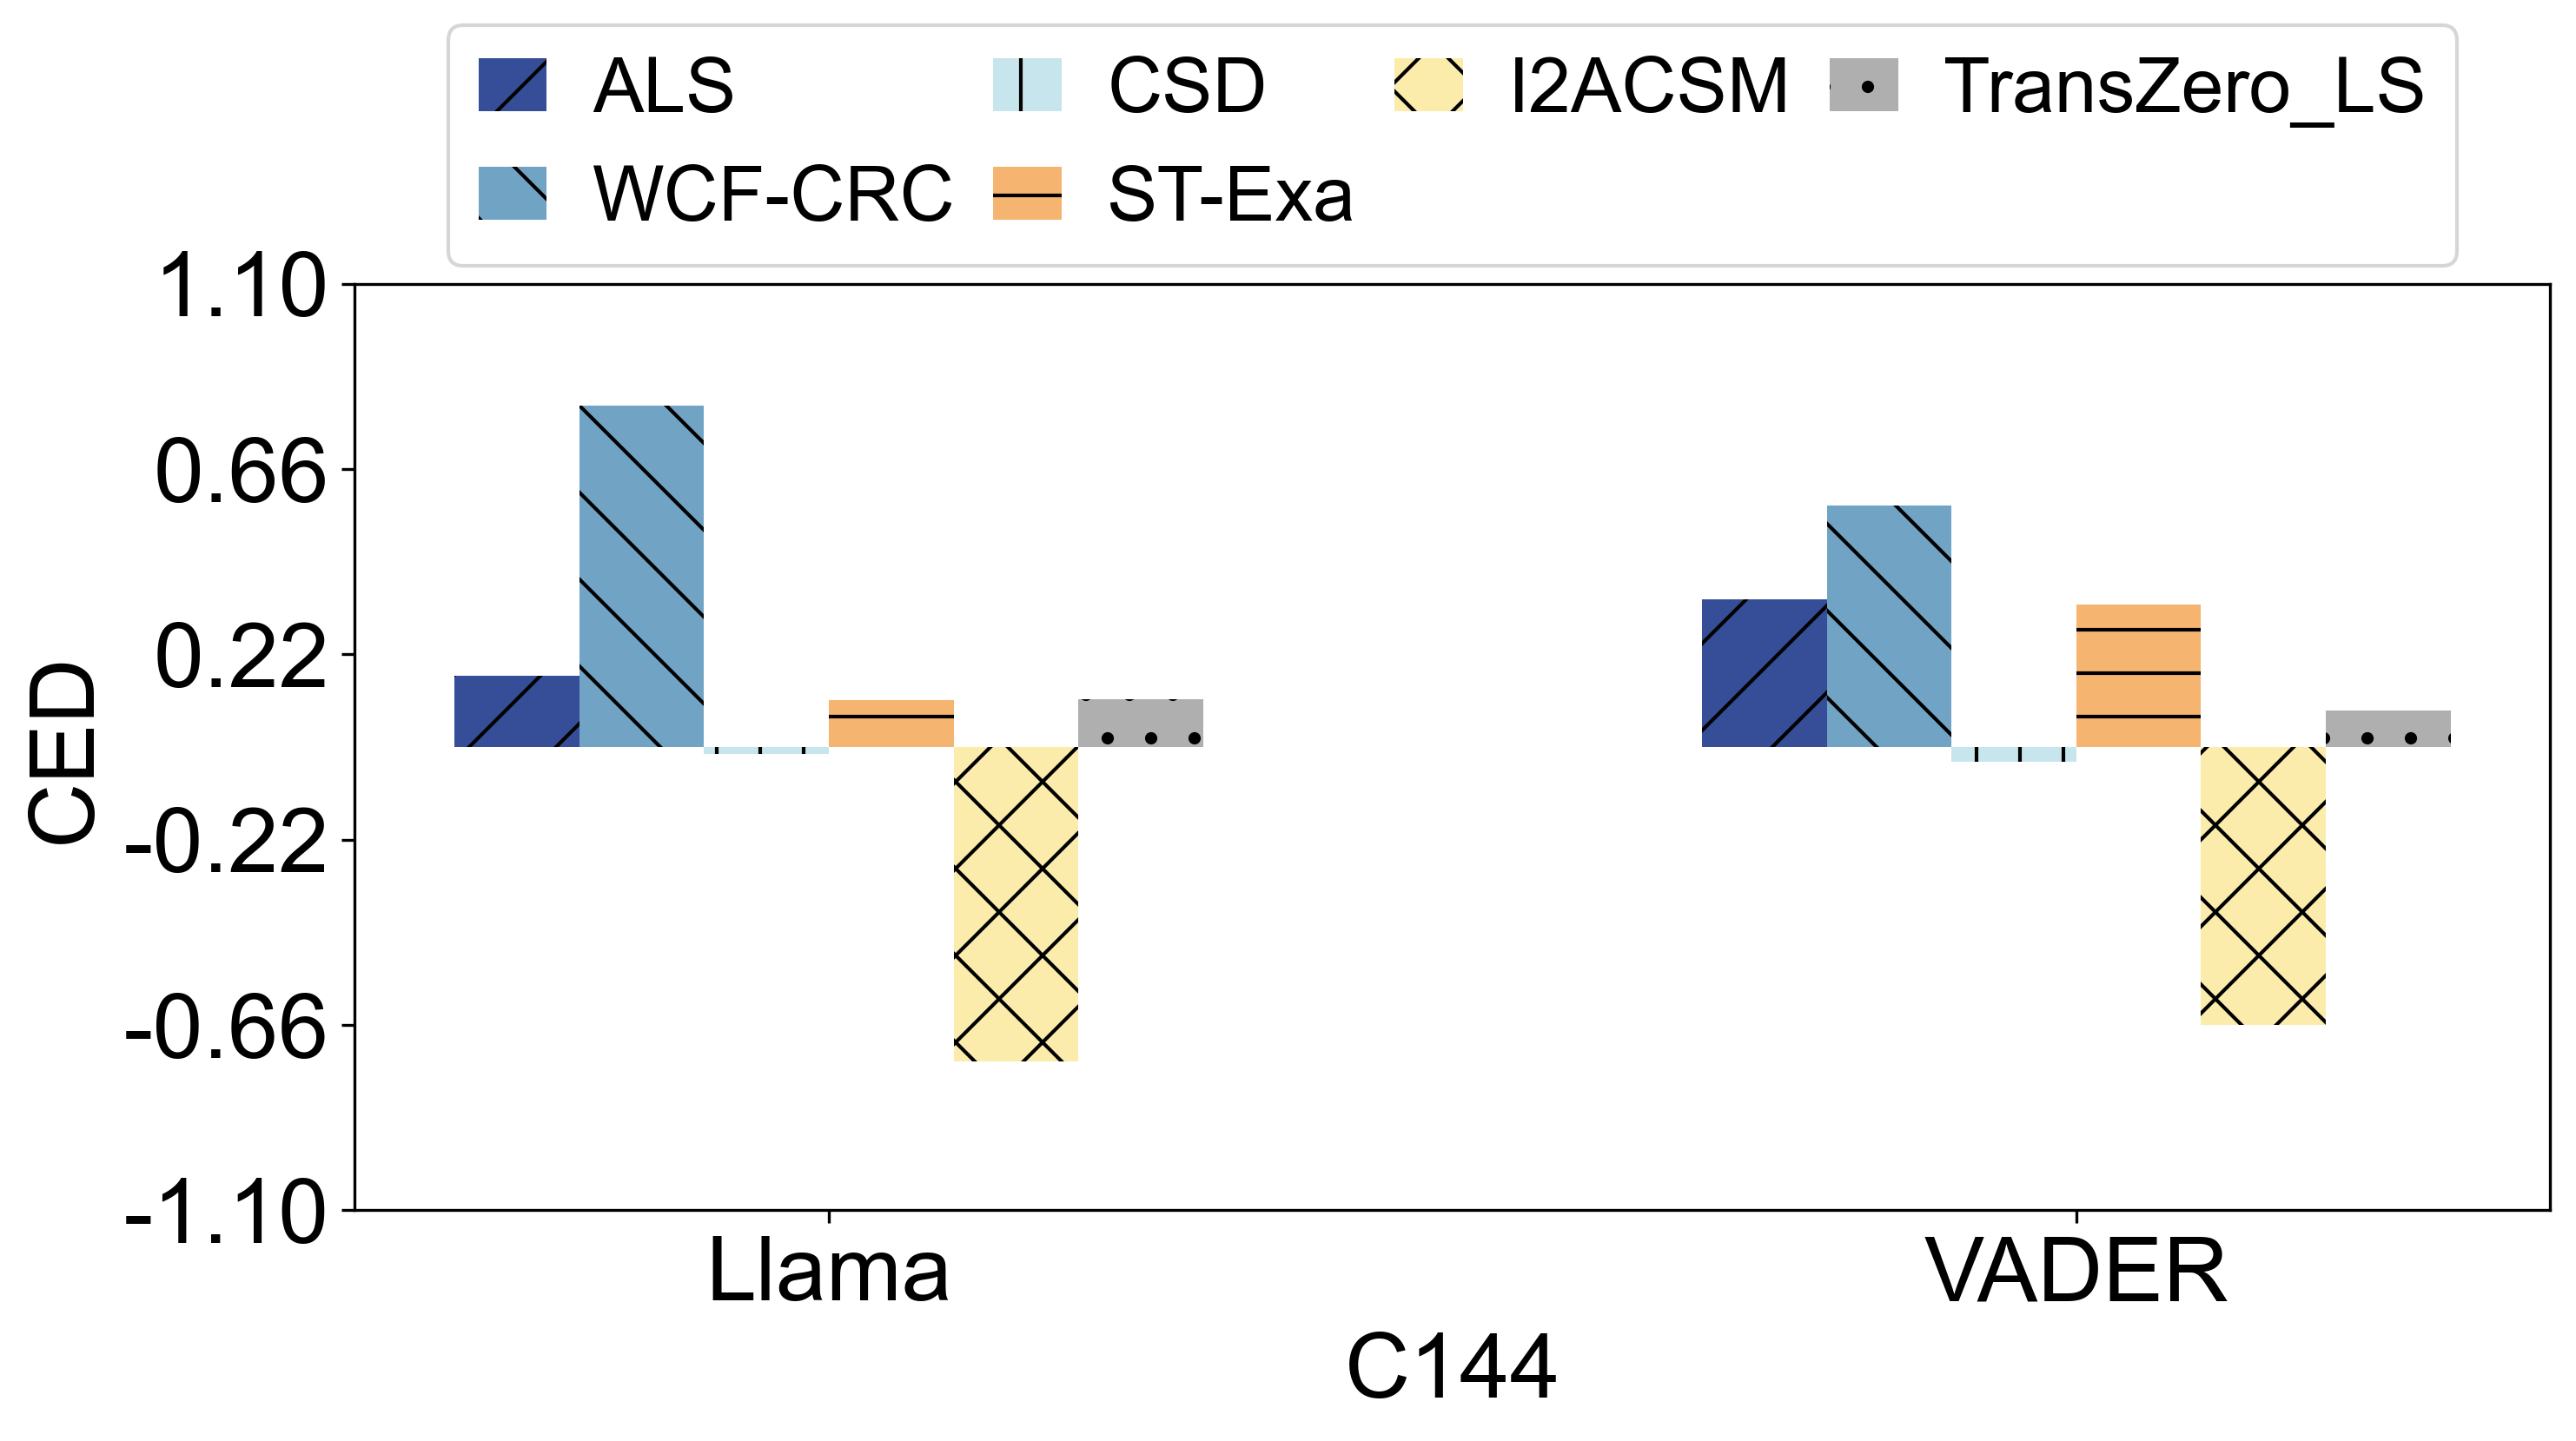 ALS
CSD
I2ACSM
TransZero_LS
WCF-CRC
ST-Exa
1.10
0.66
0.22
-0.22
-0.66
-1.10
CED
Llama
VADER
C144